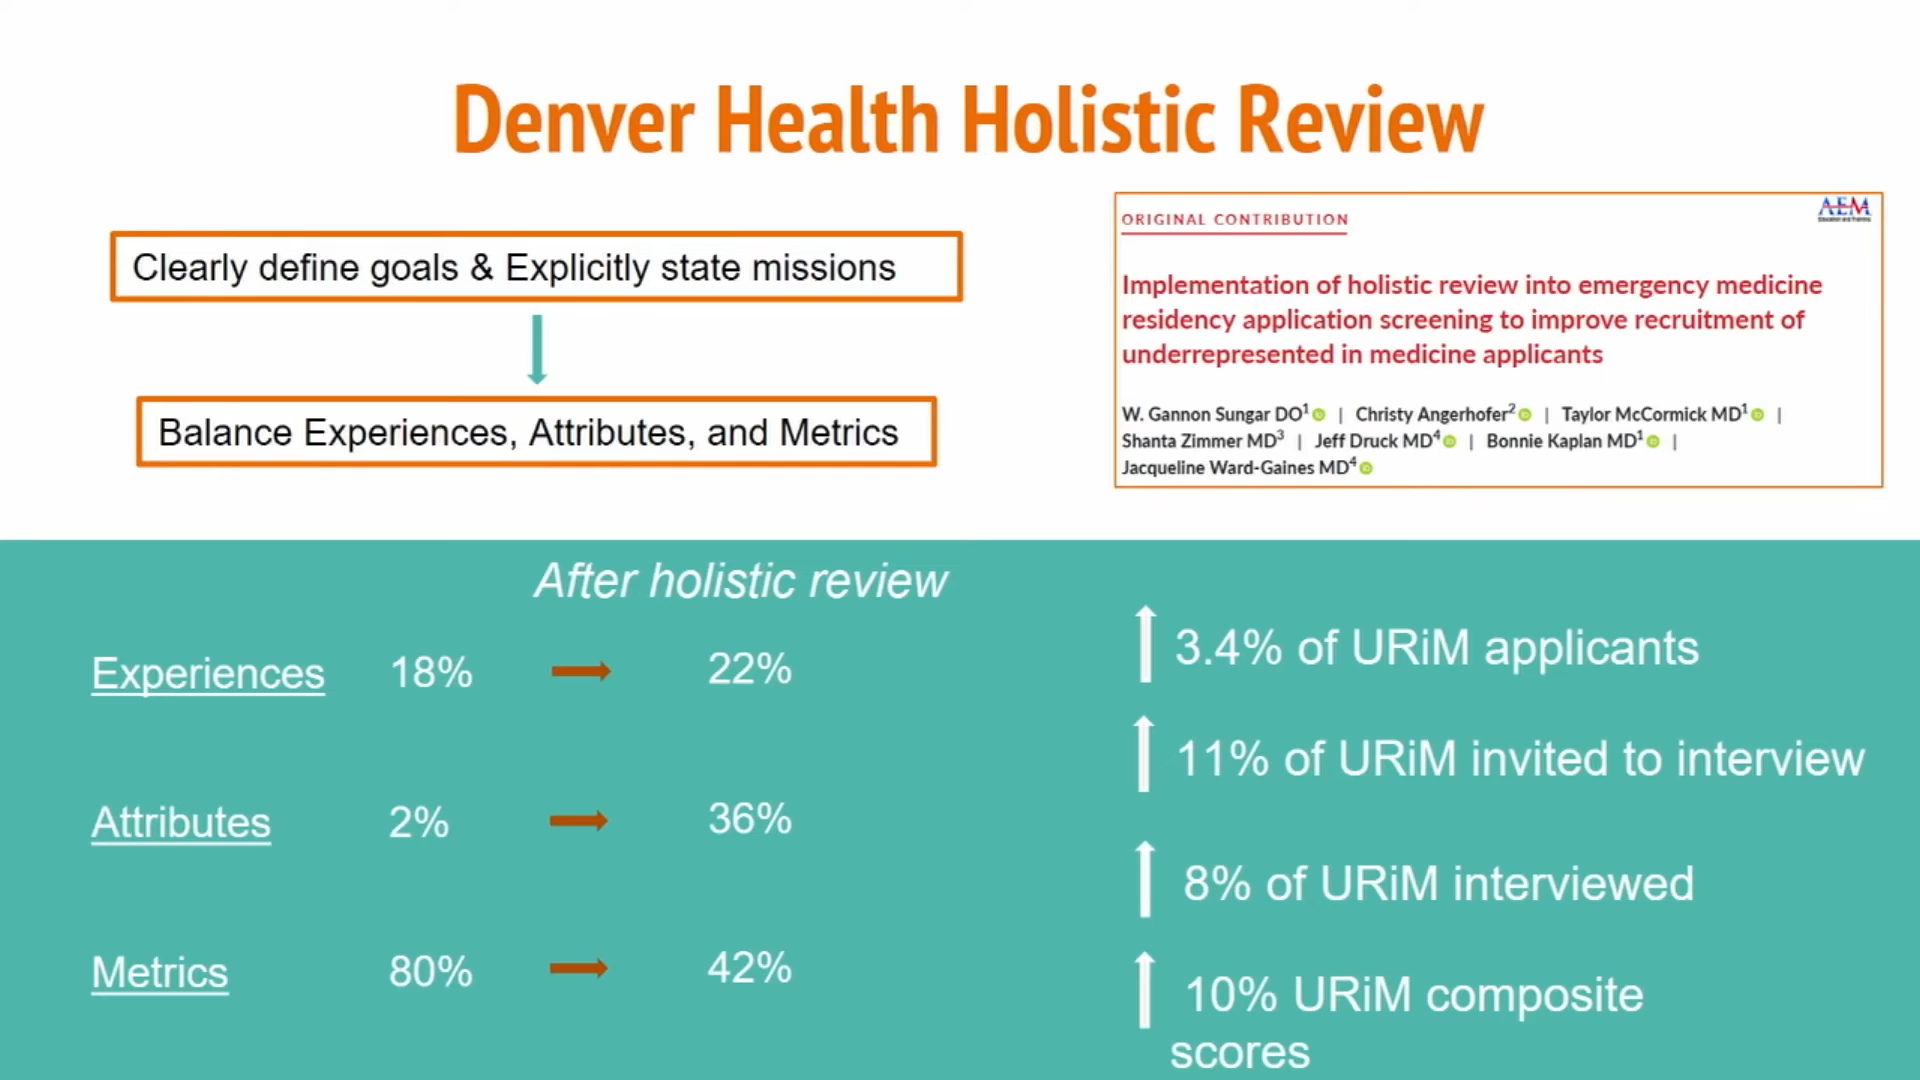 Denver Health Holistic Review
Clearly define goals & Explicitly state missions
Balance Experiences, Attributes, and Metrics
ORIGINAL CONTRIBUTION
AEM
Education and Training
Implementation of holistic review into emergency medicine
residency application screening to improve recruitment of
underrepresented in medicine applicants
W. Gannon Sungar DO¹ | Christy Angerhofer² | Taylor McCormick MD¹ |
Shanta Zimmer MD³ | Jeff Druck MD⁴ | Bonnie Kaplan MD¹ |
Jacqueline Ward-Gaines MD⁴
After holistic review
Experiences 18% 22%
Attributes 2% 36%
Metrics 80% 42%
3.4% of URiM applicants
11% of URiM invited to interview
8% of URiM interviewed
10% URiM composite
scores